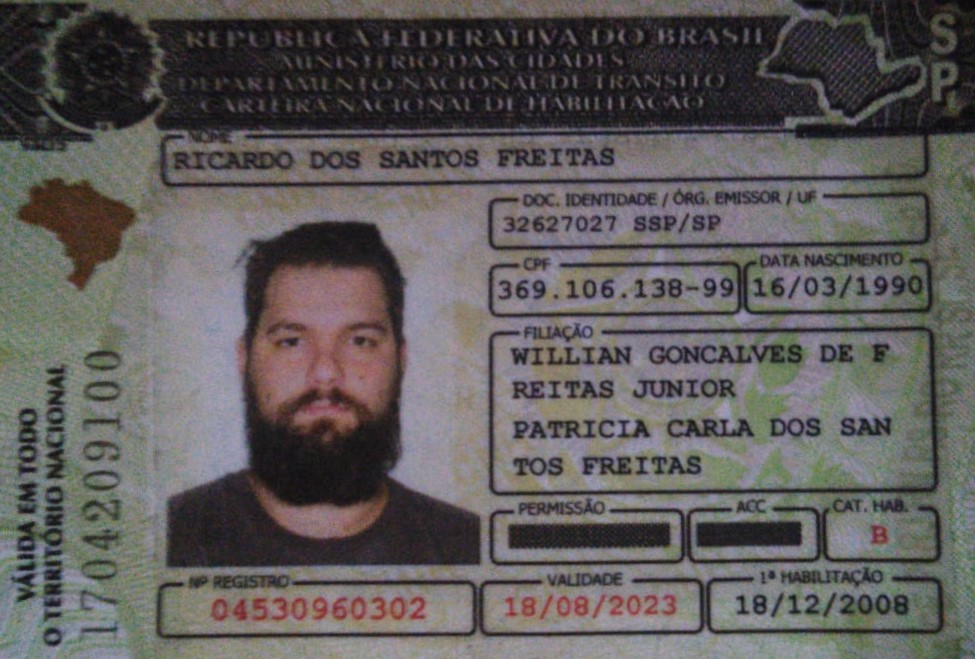 REPÚBLICA FEDERATIVA DO BRASIL
MINISTÉRIO DAS CIDADES
DEPARTAMENTO NACIONAL DE TRÂNSITO
CARTEIRA NACIONAL DE HABILITAÇÃO
SP
NOME
RICARDO DOS SANTOS FREITAS
DOC. IDENTIDADE / ÓRG. EMISSOR / UF
32627027 SSP/SP
CPF
369.106.138-99
DATA NASCIMENTO
16/03/1990
FILIAÇÃO
WILLIAN GONCALVES DE F
REITAS JUNIOR
PATRICIA CARLA DOS SAN
TOS FREITAS
PERMISSÃO
ACC
CAT. HAB.
B
Nº REGISTRO
04530960302
VALIDADE
18/08/2023
1ª HABILITAÇÃO
18/12/2008
VÁLIDA EM TODO
O TERRITÓRIO NACIONAL
1704209100